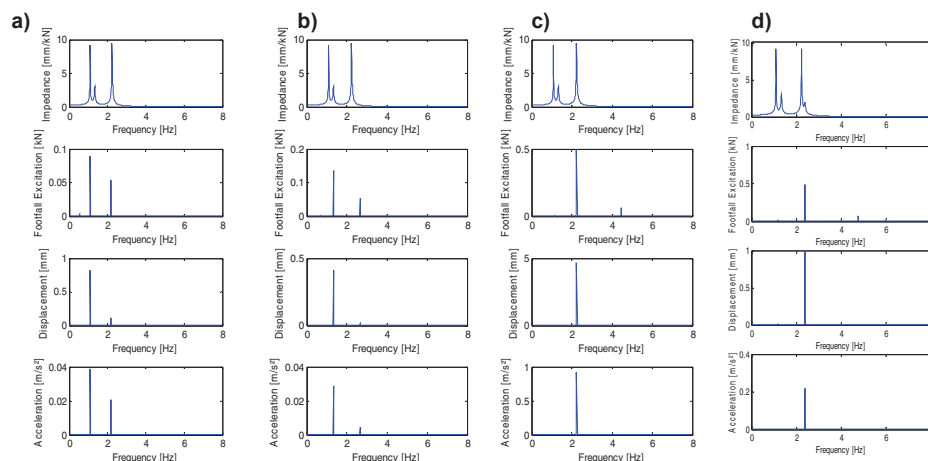 a)
Impedance [mm/kN]
10
5
0
0 2 4 6 8
Frequency [Hz]
Footfall Excitation [kN]
0.1
0.05
0
0 2 4 6 8
Frequency [Hz]
Displacement [mm]
1
0.5
0
0 2 4 6 8
Frequency [Hz]
Acceleration [m/s²]
0.04
0.02
0
0 2 4 6 8
Frequency [Hz]
b)
Impedance [mm/kN]
10
5
0
0 2 4 6 8
Frequency [Hz]
Footfall Excitation [kN]
0.2
0.1
0
0 2 4 6 8
Frequency [Hz]
Displacement [mm]
0.5
0
0 2 4 6 8
Frequency [Hz]
Acceleration [m/s²]
0.04
0.02
0
0 2 4 6 8
Frequency [Hz]
c)
Impedance [mm/kN]
10
5
0
0 2 4 6 8
Frequency [Hz]
Footfall Excitation [kN]
0.5
0
0 2 4 6 8
Frequency [Hz]
Displacement [mm]
5
0
0 2 4 6 8
Frequency [Hz]
Acceleration [m/s²]
1
0.5
0
0 2 4 6 8
Frequency [Hz]
d)
Impedance [mm/kN]
10
5
0
0 2 4 6
Frequency [Hz]
Footfall Excitation [kN]
1
0.5
0
0 2 4 6
Frequency [Hz]
Displacement [mm]
1
0.5
0
0 2 4 6
Frequency [Hz]
Acceleration [m/s²]
0.4
0.2
0
0 2 4 6
Frequency [Hz]